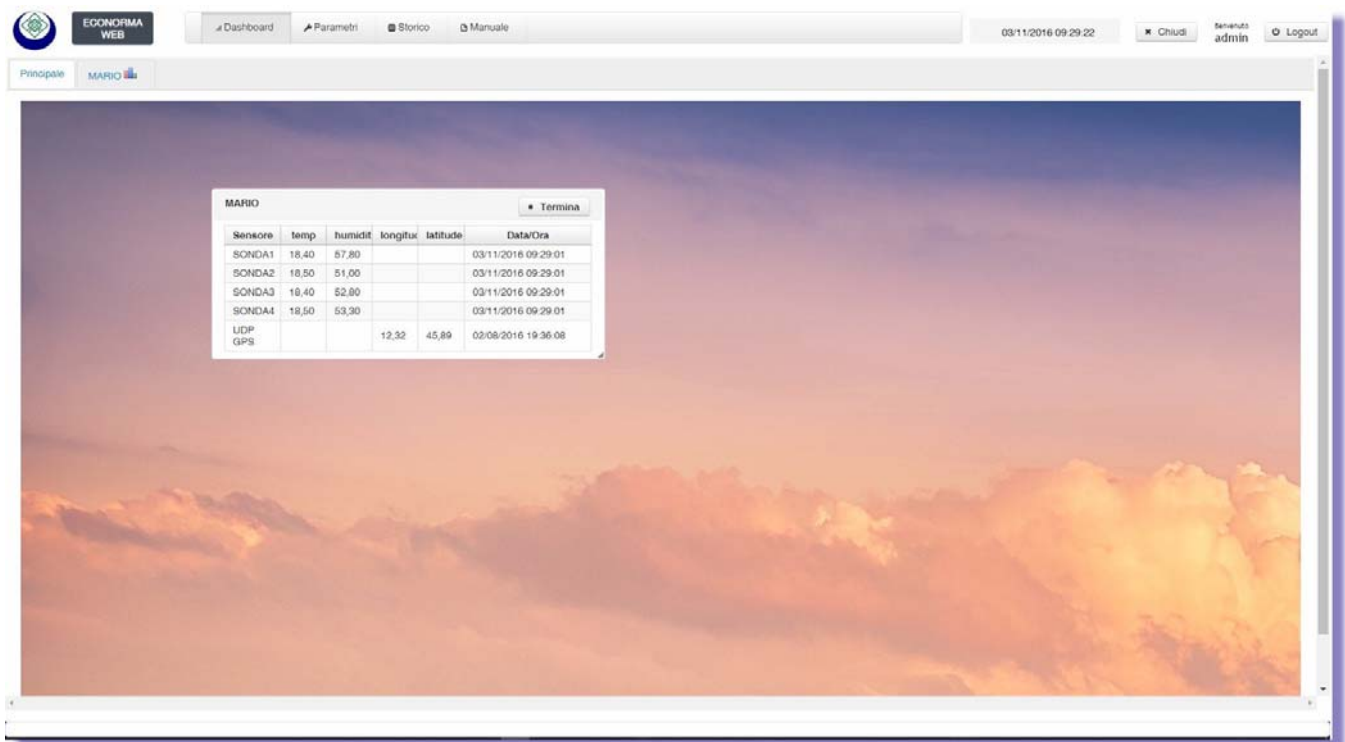 ECONORMA
WEB
Dashboard Parametri Storico Manuale
03/11/2016 09:29:22
Chiudi
Benvenuto
admin
Logout
Principale MARIO
MARIO
Termina
Sensore temp humidit longituc latitude Data/Ora
SONDA1 18,40 57,80 03/11/2016 09:29:01
SONDA2 18,50 51,00 03/11/2016 09:29:01
SONDA3 18,40 52,80 03/11/2016 09:29:01
SONDA4 18,50 53,30 03/11/2016 09:29:01
UDP
GPS 12,32 45,89 02/08/2016 19:36:08